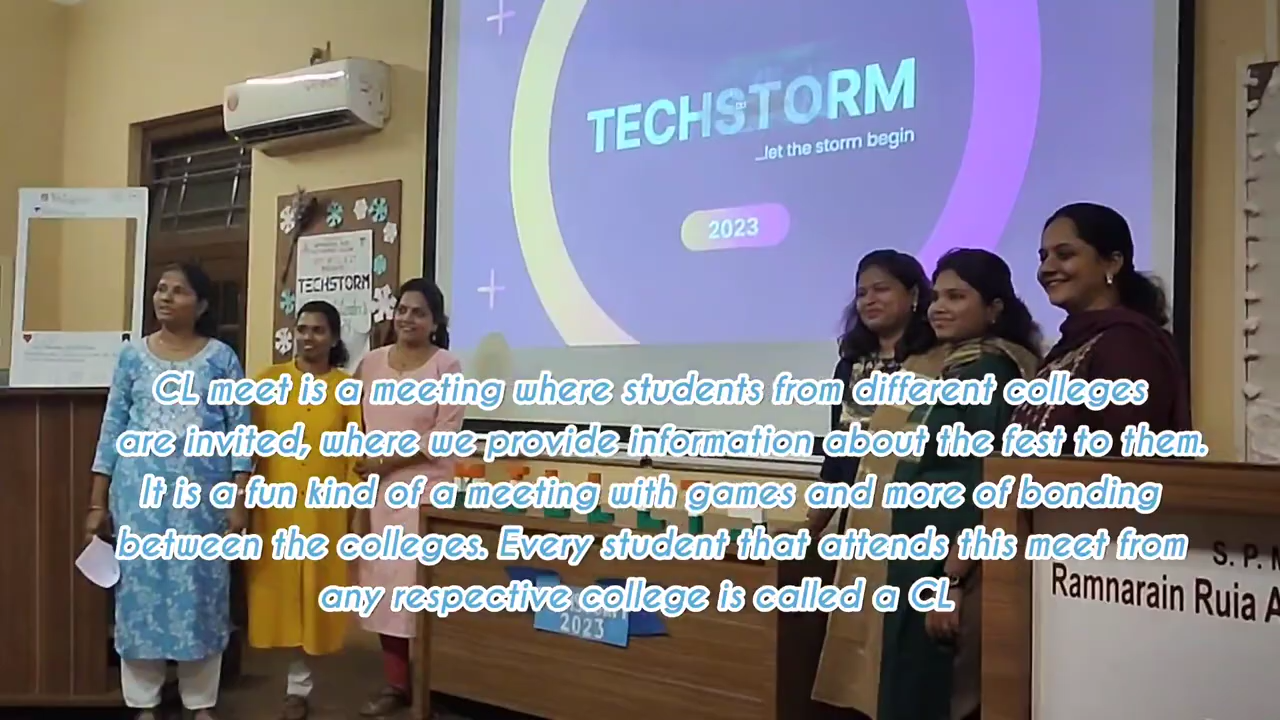 TECHSTORM
...let the storm begin
2023
TECHSTORM
CL meet is a meeting where students from different colleges
are invited, where we provide information about the fest to them.
It is a fun kind of a meeting with games and more of bonding
between the colleges. Every student that attends this meet from
any respective college is called a CL
2023
S. P. M
Ramnarain Ruia A